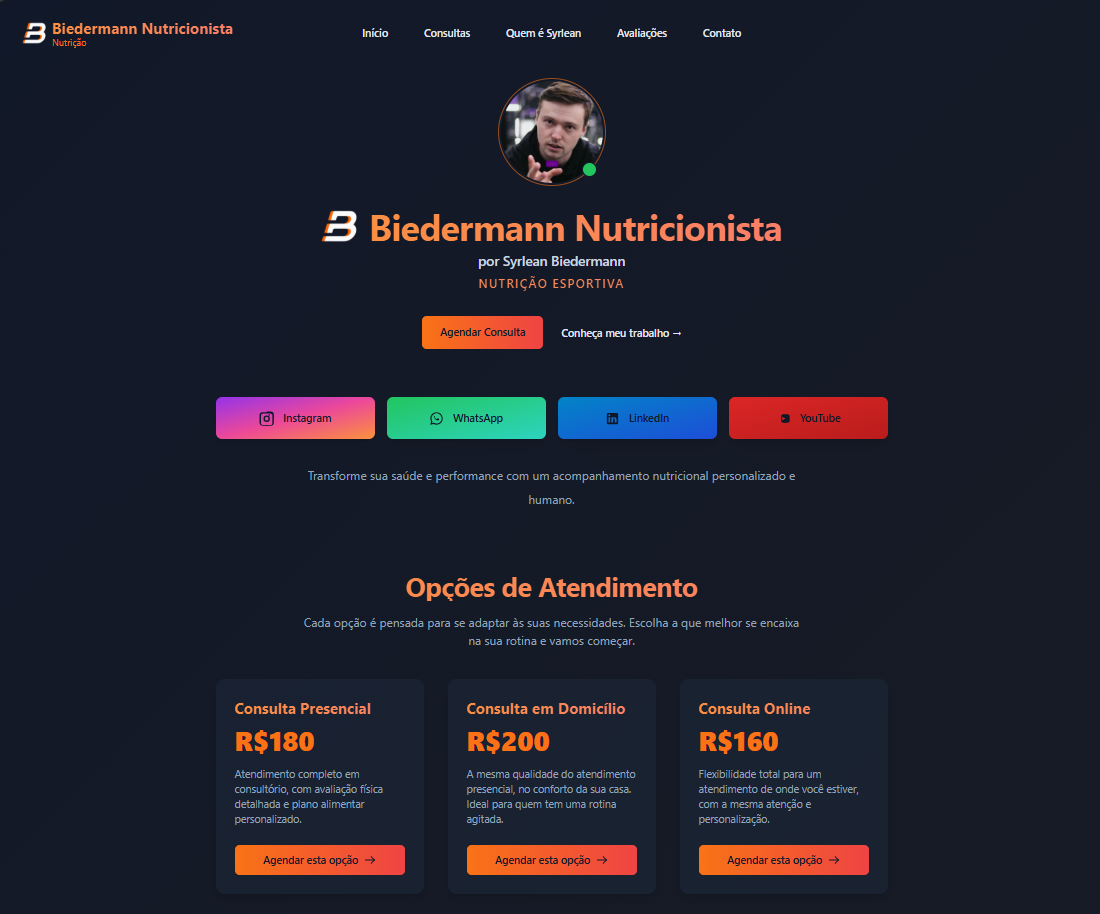 Biedermann Nutricionista
Nutrição
Início
Consultas
Quem é Syrlean
Avaliações
Contato
Biedermann Nutricionista
por Syrlean Biedermann
NUTRIÇÃO ESPORTIVA
Agendar Consulta
Conheça meu trabalho →
Instagram
WhatsApp
LinkedIn
YouTube
Transforme sua saúde e performance com um acompanhamento nutricional personalizado e
humano.
Opções de Atendimento
Cada opção é pensada para se adaptar às suas necessidades. Escolha a que melhor se encaixa
na sua rotina e vamos começar.
Consulta Presencial
R$180
Atendimento completo em
consultório, com avaliação física
detalhada e plano alimentar
personalizado.
Agendar esta opção →
Consulta em Domicílio
R$200
A mesma qualidade do atendimento
presencial, no conforto da sua casa.
Ideal para quem tem uma rotina
agitada.
Agendar esta opção →
Consulta Online
R$160
Flexibilidade total para um
atendimento de onde você estiver,
com a mesma atenção e
personalização.
Agendar esta opção →